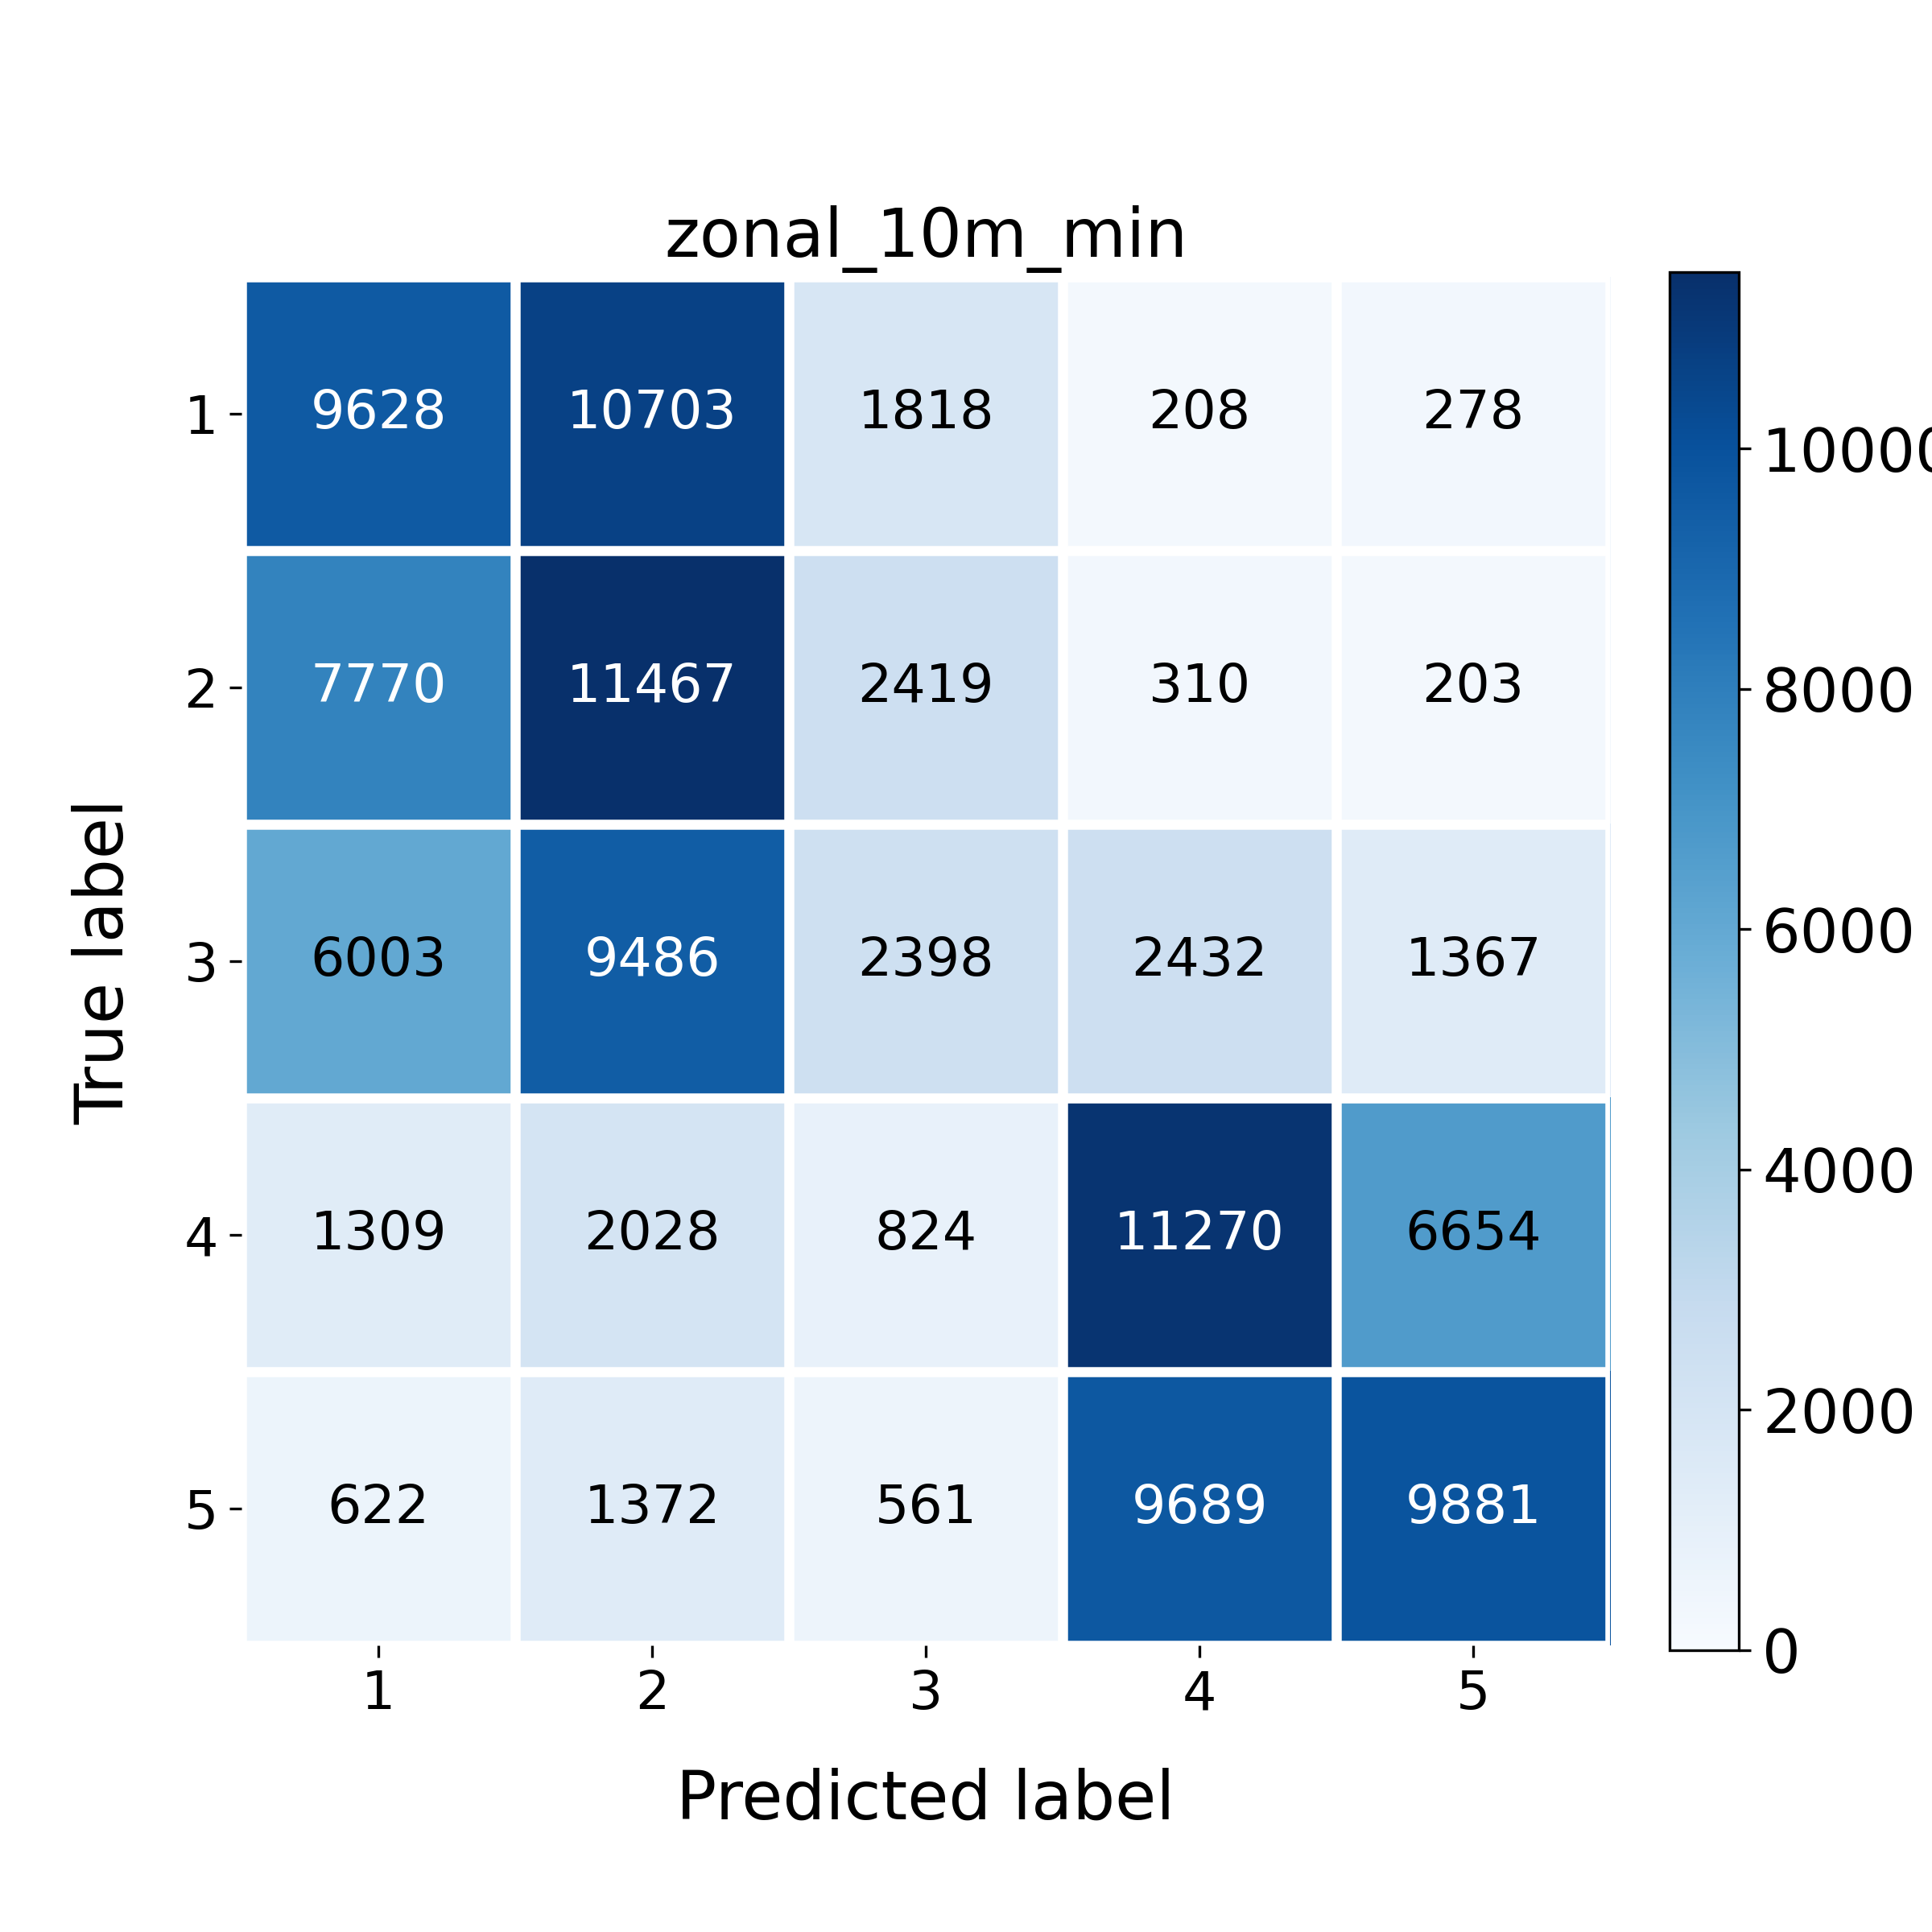 zonal_10m_min
1 9628 10703 1818 208 278
10000
2 7770 11467 2419 310 203
8000
6000
3 6003 9486 2398 2432 1367
True label
4000
4 1309 2028 824 11270 6654
2000
5 622 1372 561 9689 9881
0
1 2 3 4 5
Predicted label